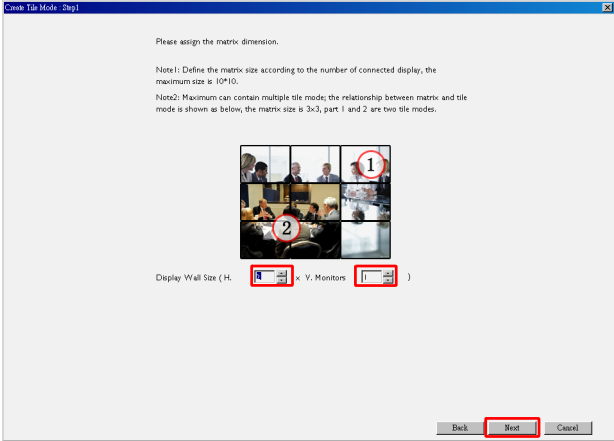 Create Tile Mode : Step1
Please assign the matrix dimension.
Note1: Define the matrix size according to the number of connected display, the
maximum size is 10*10.
Note2: Maximum can contain multiple tile mode; the relationship between matrix and tile
mode is shown as below, the matrix size is 3x3, part 1 and 2 are two tile modes.
1
2
Display Wall Size ( H. x V. Monitors 1 )
Back Next Cancel